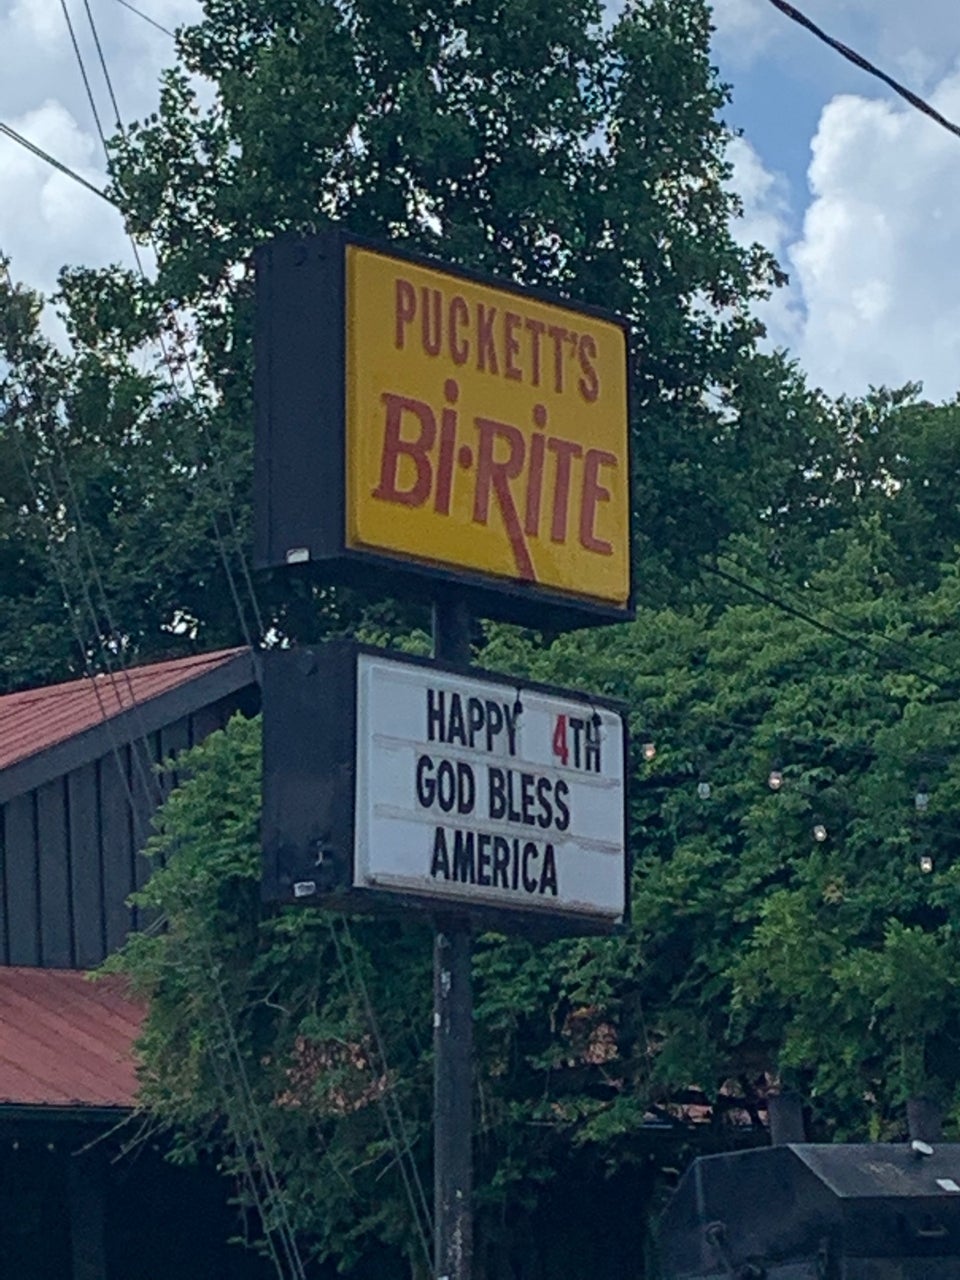 PUCKETT'S
Bi·RiTE
HAPPY 4TH
GOD BLESS
AMERICA